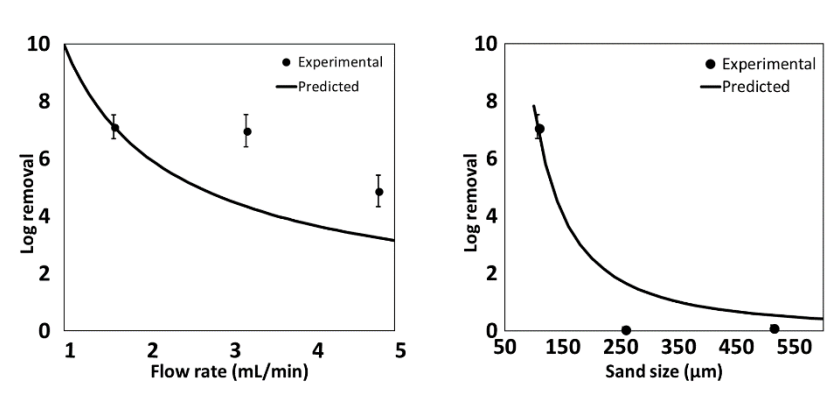 10
8
6
4
2
0
Log removal
Experimental
Predicted
1 2 3 4 5
Flow rate (mL/min)
10
8
6
4
2
0
Log removal
Experimental
Predicted
50 150 250 350 450 550
Sand size (μm)